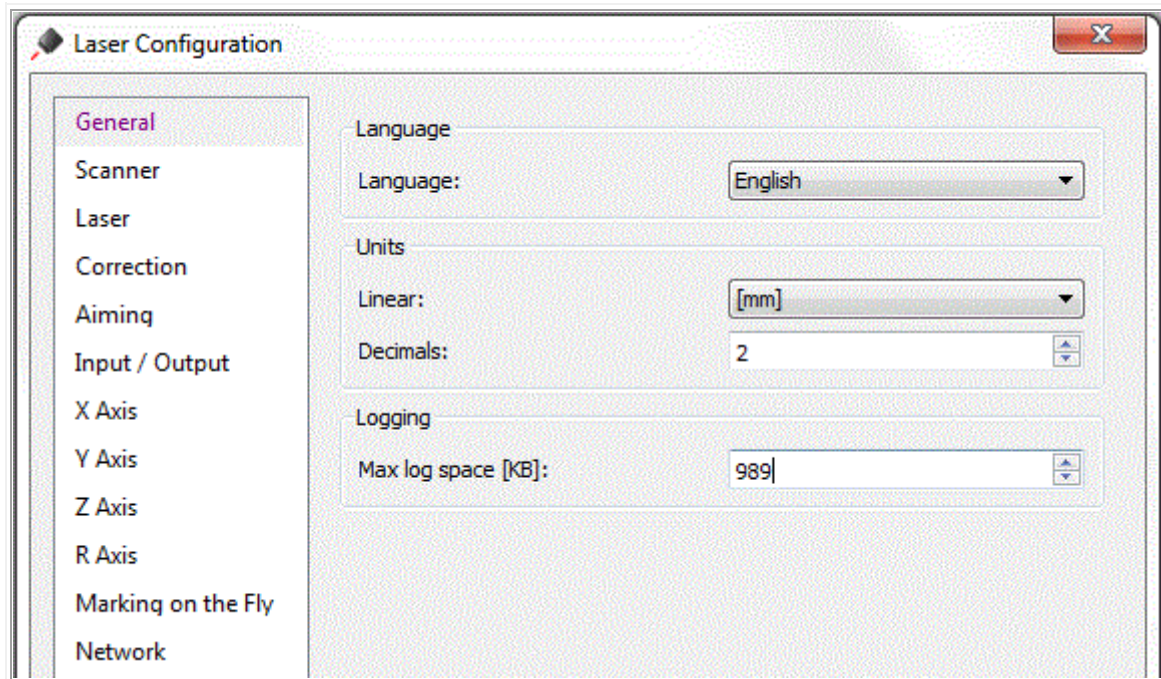 Laser Configuration
General
Scanner
Laser
Correction
Aiming
Input / Output
X Axis
Y Axis
Z Axis
R Axis
Marking on the Fly
Network
Language
Language: English
Units
Linear: [mm]
Decimals: 2
Logging
Max log space [KB]: 989